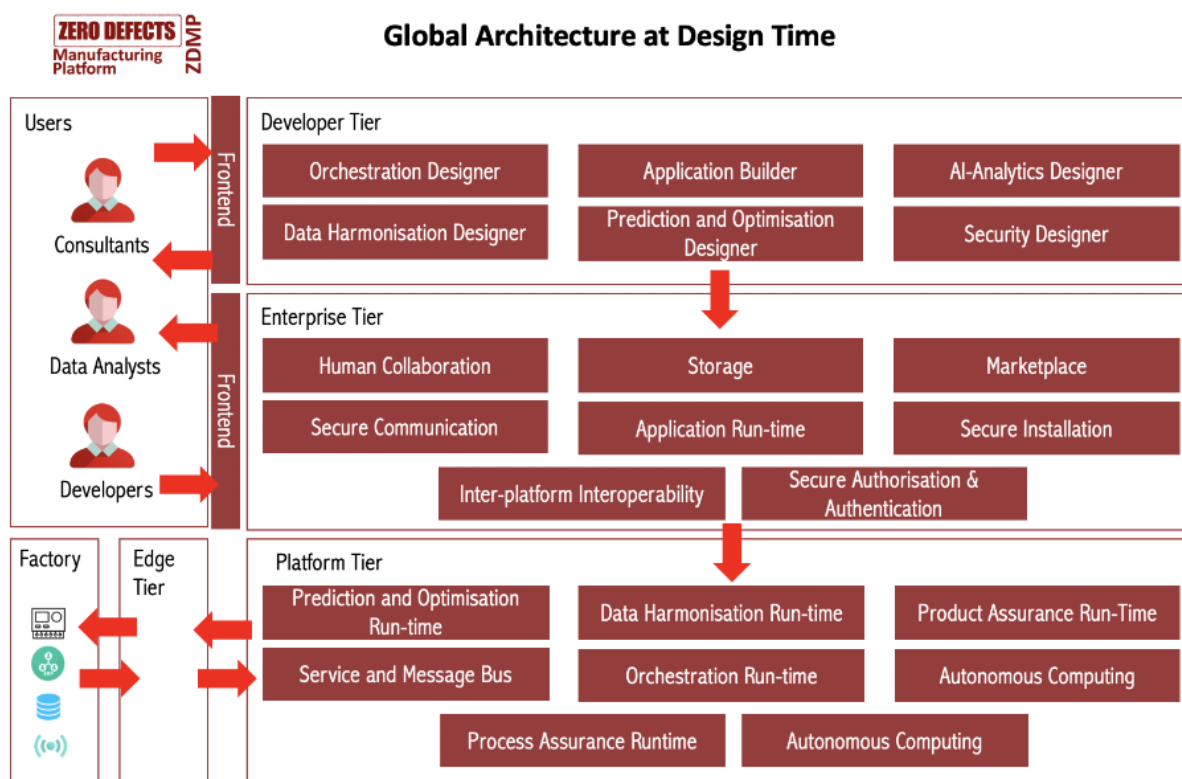 ZERO DEFECTS
Manufacturing
Platform
ZDMP
Global Architecture at Design Time
Users
Consultants
Data Analysts
Developers
Frontend
Frontend
Developer Tier
Orchestration Designer
Application Builder
AI-Analytics Designer
Data Harmonisation Designer
Prediction and Optimisation
Designer
Security Designer
Enterprise Tier
Human Collaboration
Storage
Marketplace
Secure Communication
Application Run-time
Secure Installation
Inter-platform Interoperability
Secure Authorisation &
Authentication
Factory
Edge
Tier
Platform Tier
Prediction and Optimisation
Run-time
Data Harmonisation Run-time
Product Assurance Run-Time
Service and Message Bus
Orchestration Run-time
Autonomous Computing
Process Assurance Runtime
Autonomous Computing